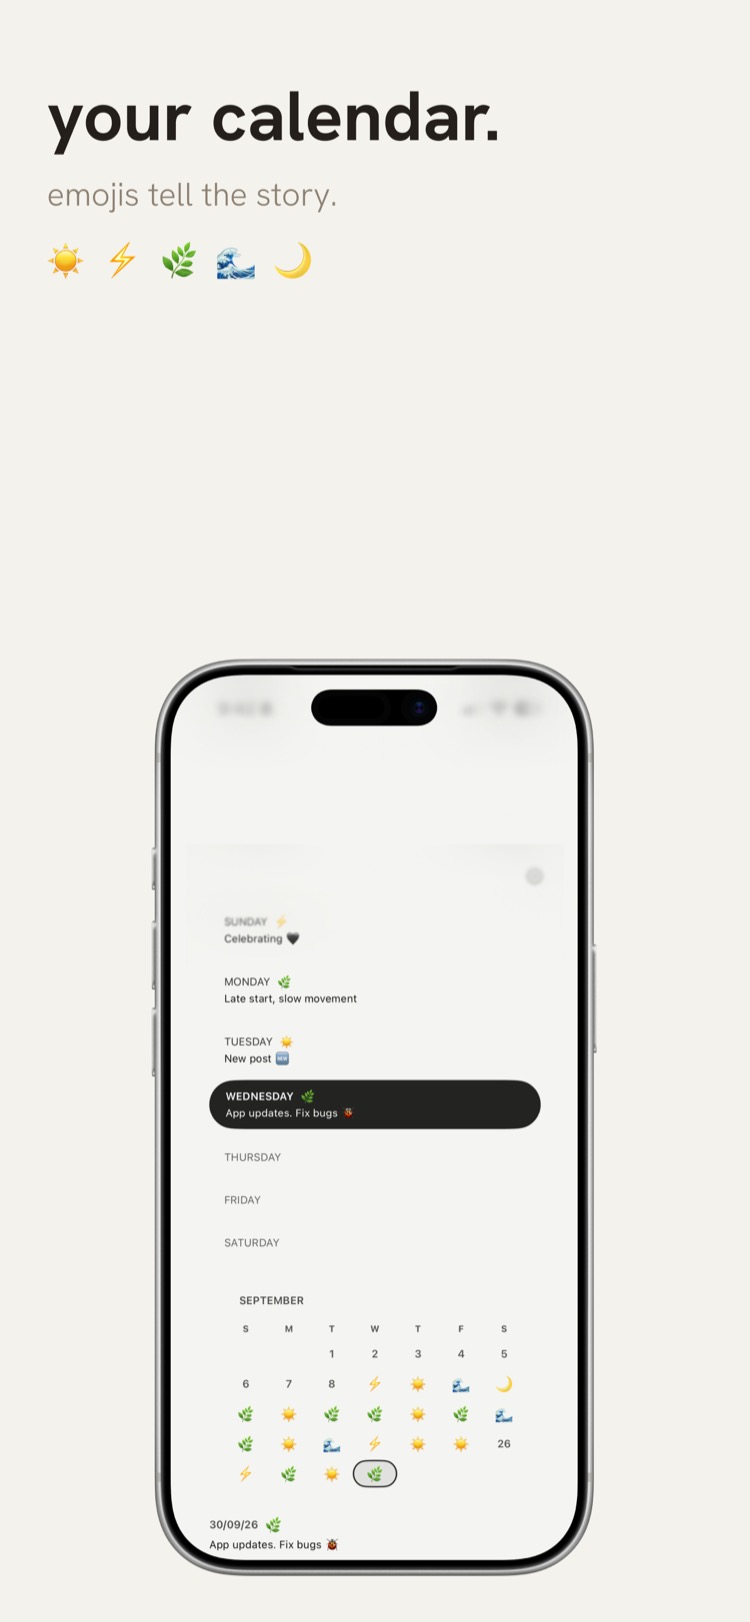 your calendar.
emojis tell the story.
☀️ ⚡ 🌿 🌊 🌙
SUNDAY ⚡
Celebrating 🖤
MONDAY 🌿
Late start, slow movement
TUESDAY ☀️
New post 🆕
WEDNESDAY 🌿
App updates. Fix bugs 🐞
THURSDAY
FRIDAY
SATURDAY
SEPTEMBER
S M T W T F S
1 2 3 4 5
6 7 8 ⚡ ☀️ 🌊 🌙
🌿 ☀️ 🌿 🌿 ☀️ 🌿 🌊
🌿 ☀️ 🌊 ⚡ ☀️ ☀️ 26
⚡ 🌿 ☀️ 🌿
30/09/26 🌿
App updates. Fix bugs 🐞